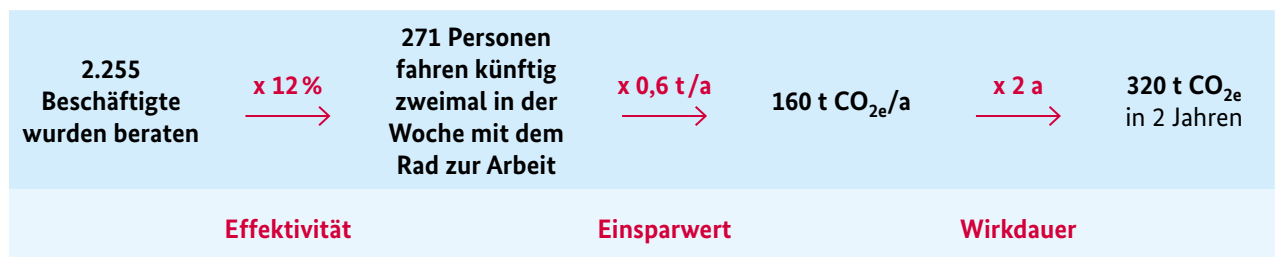 2.255
Beschäftigte
wurden beraten
x 12 %
271 Personen
fahren künftig
zweimal in der
Woche mit dem
Rad zur Arbeit
x 0,6 t/a
160 t CO2e/a
x 2 a
320 t CO2e
in 2 Jahren
Effektivität
Einsparwert
Wirkdauer